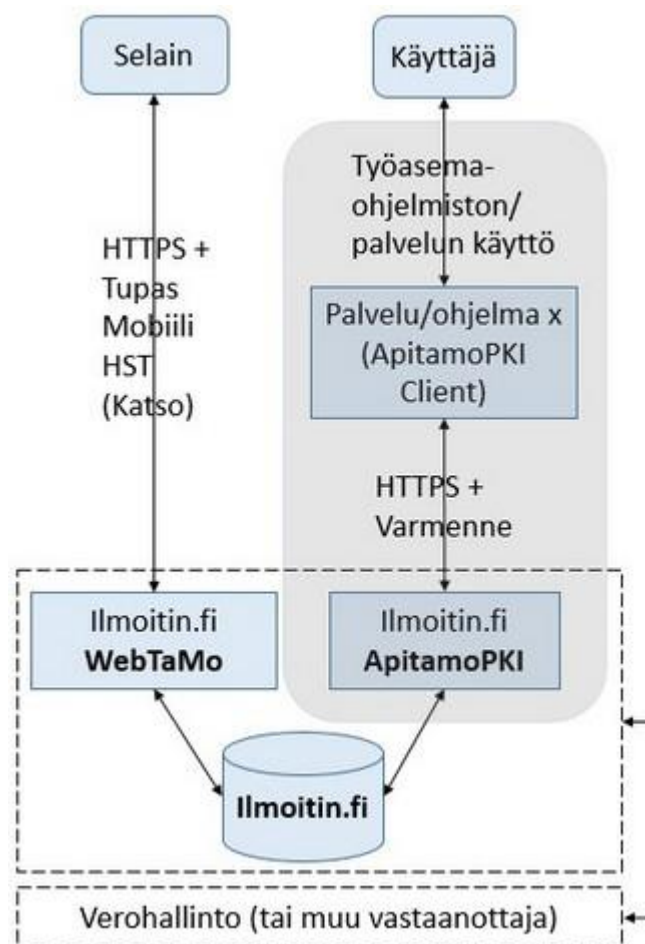 Selain
Käyttäjä
Työasema-
ohjelmiston/
palvelun käyttö
HTTPS +
Tupas
Mobiili
HST
(Katso)
Palvelu/ohjelma x
(ApitamoPKI
Client)
HTTPS +
Varmenne
Ilmoitin.fi
WebTaMo
Ilmoitin.fi
ApitamoPKI
Ilmoitin.fi
Verohallinto (tai muu vastaanottaja)